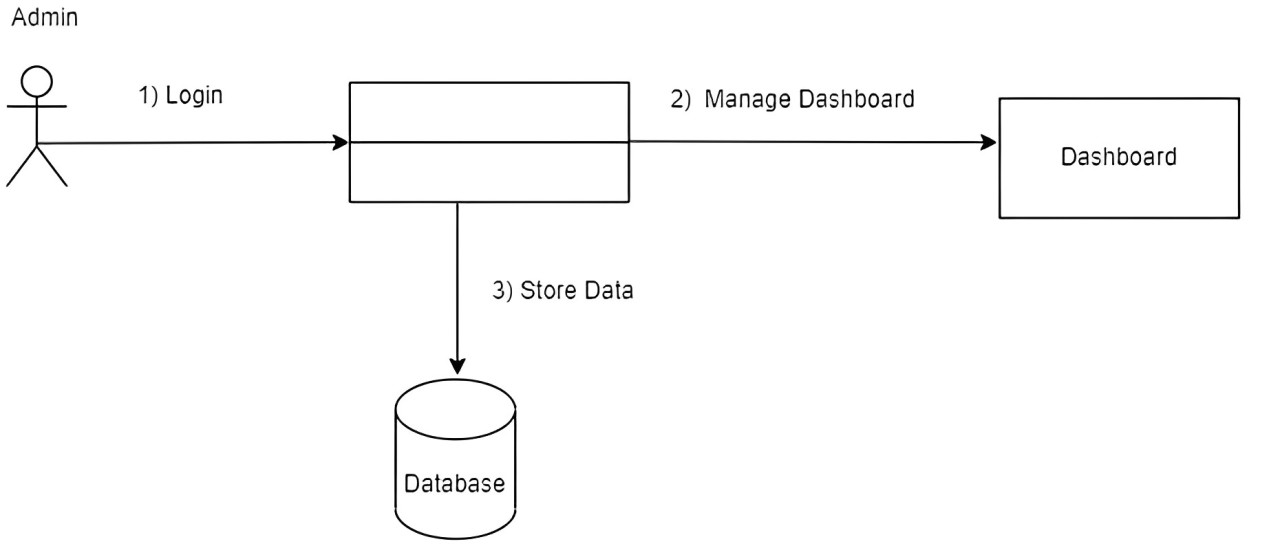 Admin
1) Login
2) Manage Dashboard
Dashboard
3) Store Data
Database